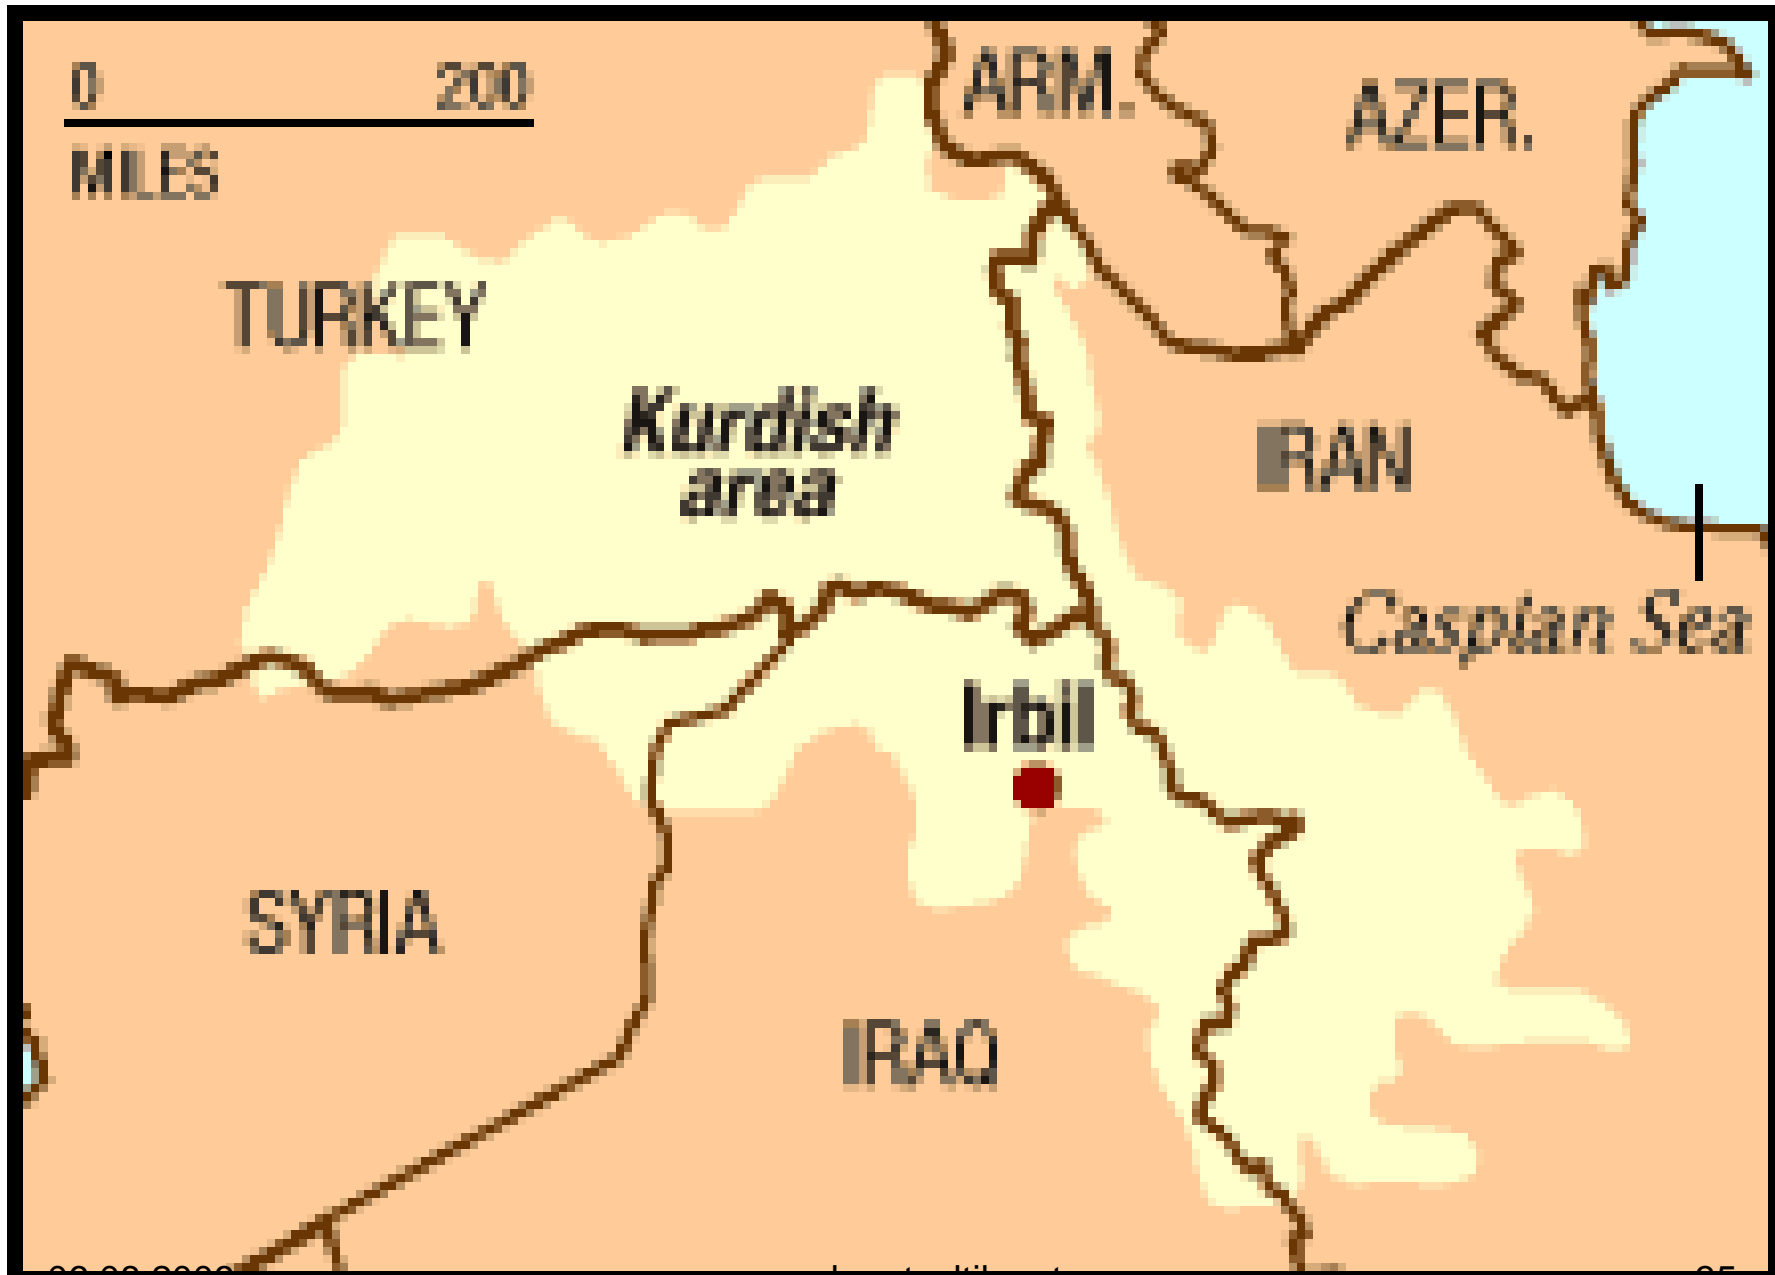 0 200
MILES
ARM.
AZER.
TURKEY
Kurdish
area
IRAN
Caspian Sea
Irbil
SYRIA
IRAQ